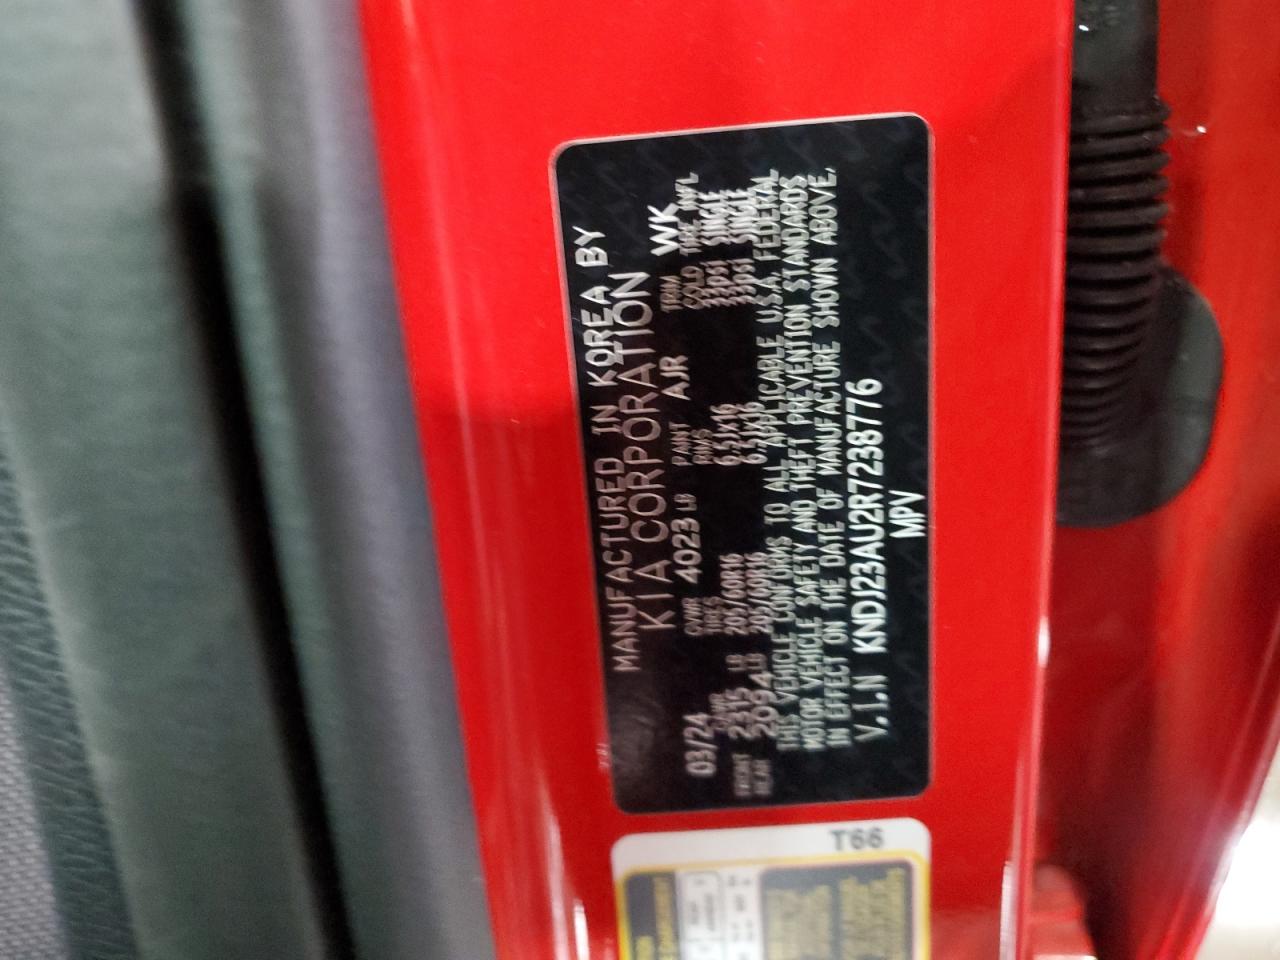 MANUFACTURED IN KOREA BY
KIA CORPORATION
03/24 GVWR 4023 LB PAINT AJR TRIM WK
GAWR TIRES RIMS COLD TIRE INFL
FRONT 2315 LB 205/60R16 6.5JX16 33psi SINGLE
REAR 2094 LB 205/60R16 6.5JX16 33psi SINGLE
THIS VEHICLE CONFORMS TO ALL APPLICABLE U.S.A. FEDERAL
MOTOR VEHICLE SAFETY AND THEFT PREVENTION STANDARDS
IN EFFECT ON THE DATE OF MANUFACTURE SHOWN ABOVE.
V.I.N KNDJ23AU2R7238776
MPV
T66